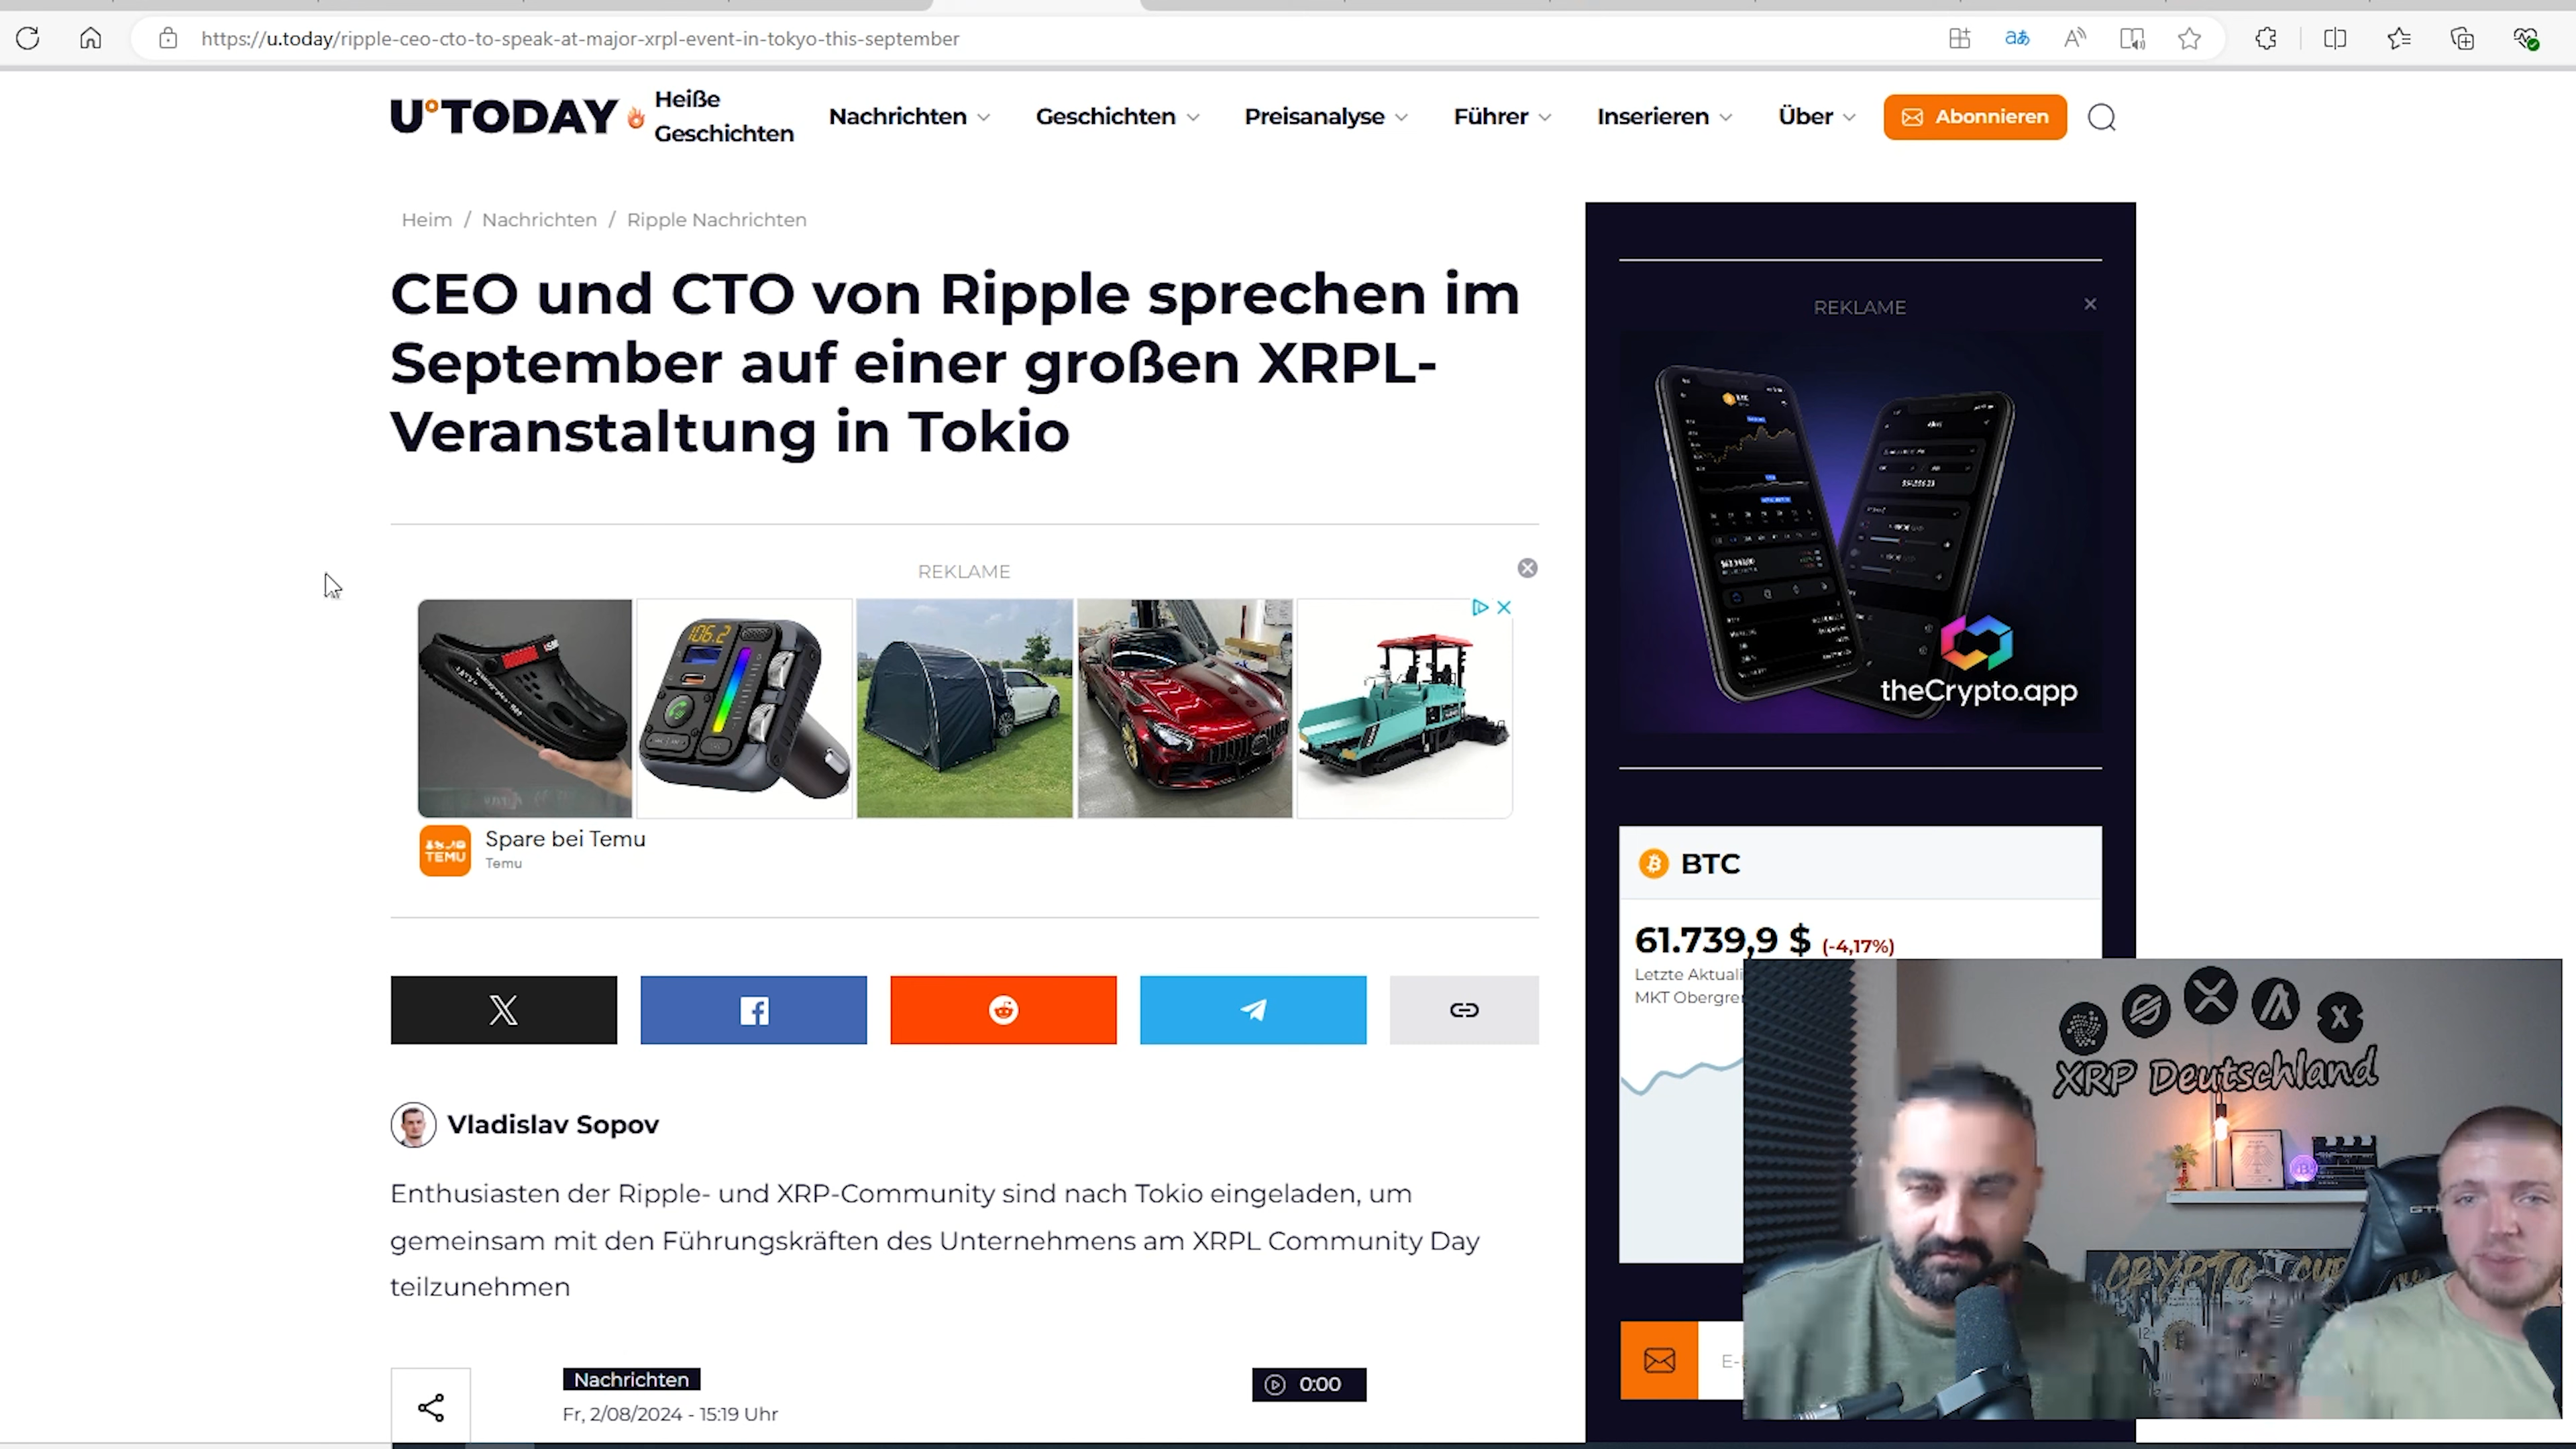 https://u.today/ripple-ceo-cto-to-speak-at-major-xrpl-event-in-tokyo-this-september
U°TODAY
Heiße Geschichten
Nachrichten
Geschichten
Preisanalyse
Führer
Inserieren
Über
Abonnieren
Heim / Nachrichten / Ripple Nachrichten
CEO und CTO von Ripple sprechen im
September auf einer großen XRPL-
Veranstaltung in Tokio
REKLAME
106.2
TEMU
Spare bei Temu
Temu
Vladislav Sopov
Enthusiasten der Ripple- und XRP-Community sind nach Tokio eingeladen, um
gemeinsam mit den Führungskräften des Unternehmens am XRPL Community Day
teilzunehmen
Nachrichten
Fr, 2/08/2024 - 15:19 Uhr
0:00
REKLAME
BTC
theCrypto.app
BTC
61.739,9 $ (-4,17%)
Letzte Aktuali
MKT Obergre
E-
XRP Deutschland
CRYPTO